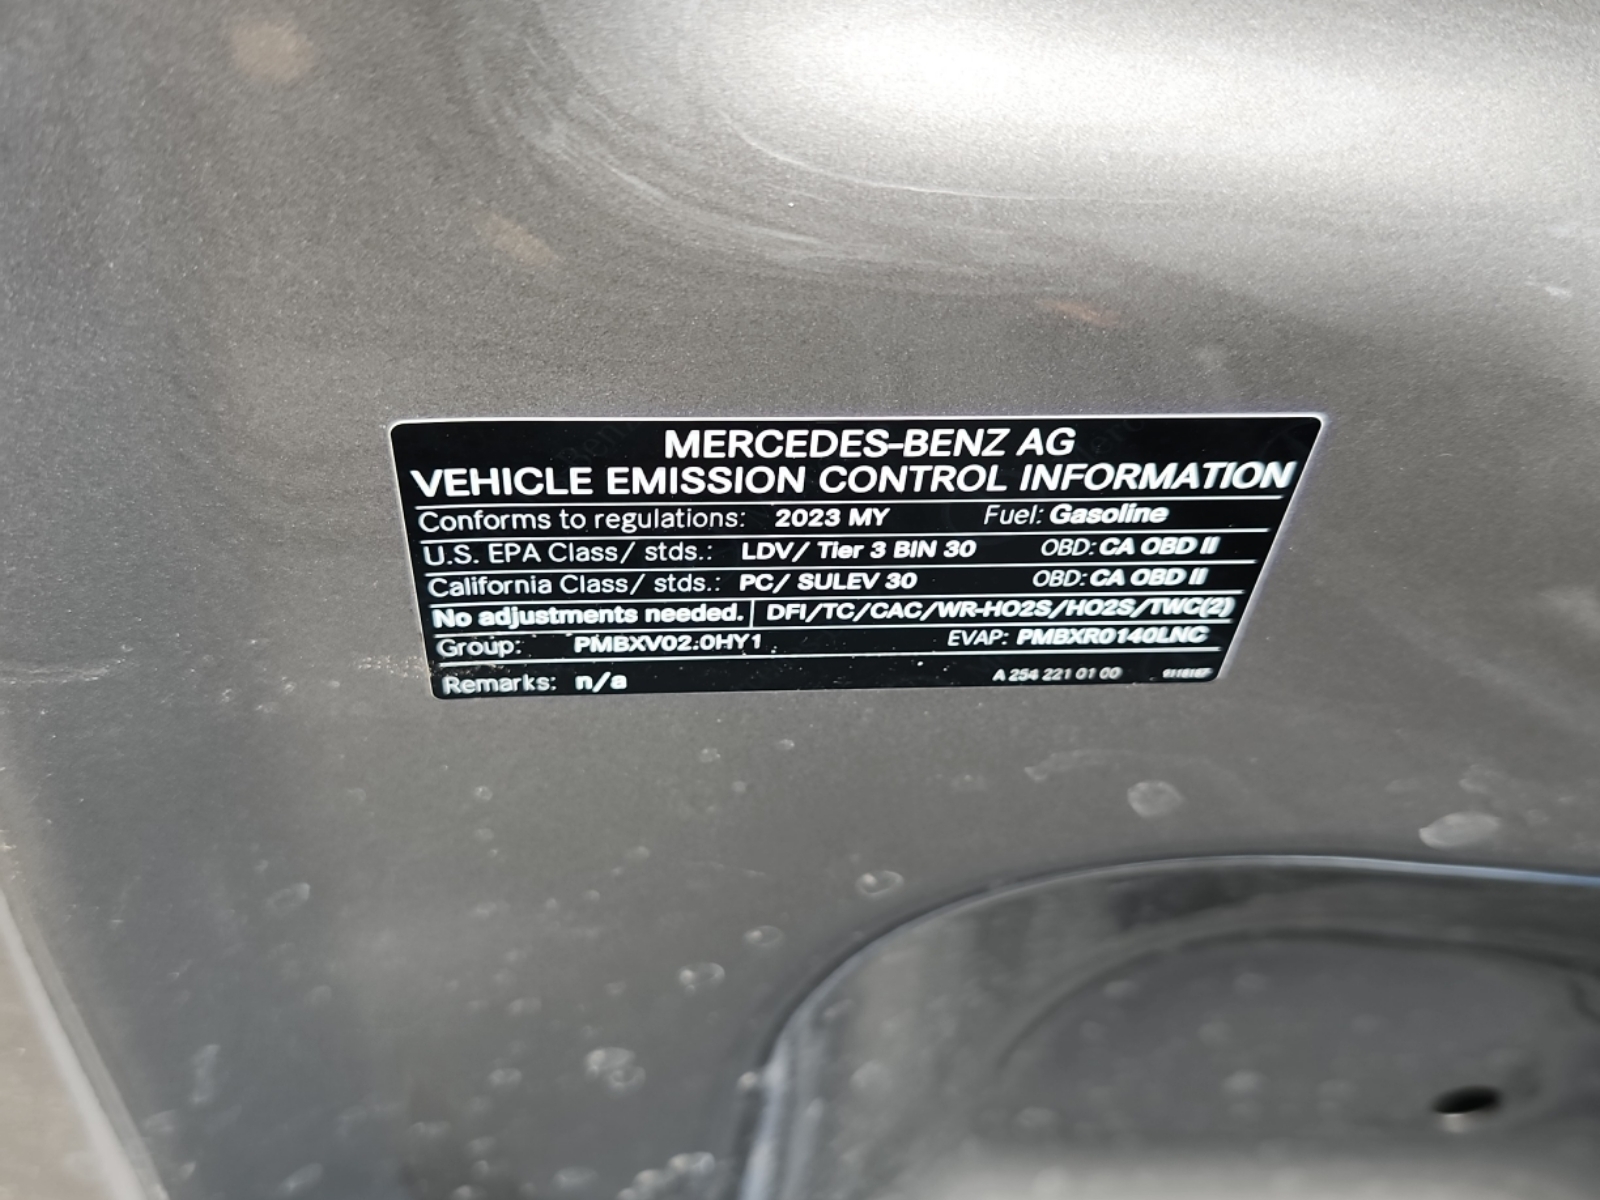 MERCEDES-BENZ AG
VEHICLE EMISSION CONTROL INFORMATION
Conforms to regulations: 2023 MY Fuel: Gasoline
U.S. EPA Class/ stds.: LDV/ Tier 3 BIN 30 OBD: CA OBD II
California Class/ stds.: PC/ SULEV 30 OBD: CA OBD II
No adjustments needed. DFI/TC/CAC/WR-HO2S/HO2S/TWC(2)
Group: PMBXV02.0HY1 EVAP: PMBXR0140LNC
Remarks: n/a A 254 221 01 00